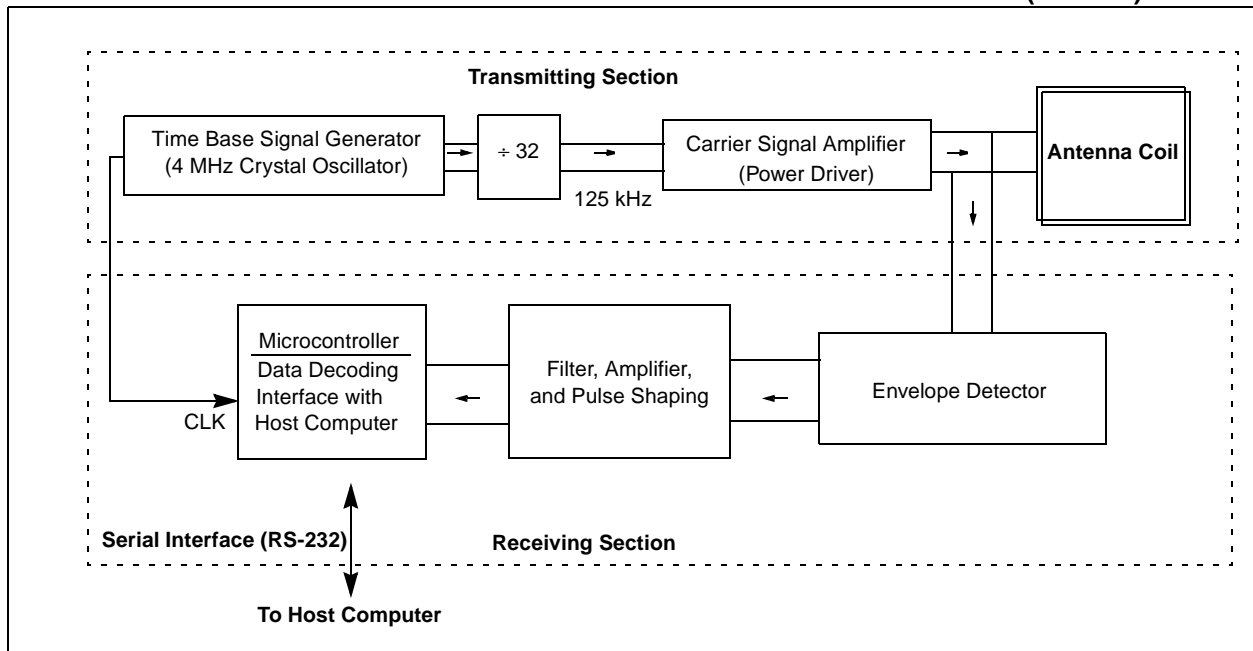 Transmitting Section
Time Base Signal Generator
(4 MHz Crystal Oscillator)
÷ 32
125 kHz
Carrier Signal Amplifier
(Power Driver)
Antenna Coil
CLK
Microcontroller
Data Decoding
Interface with
Host Computer
Filter, Amplifier,
and Pulse Shaping
Envelope Detector
Serial Interface (RS-232)
Receiving Section
To Host Computer